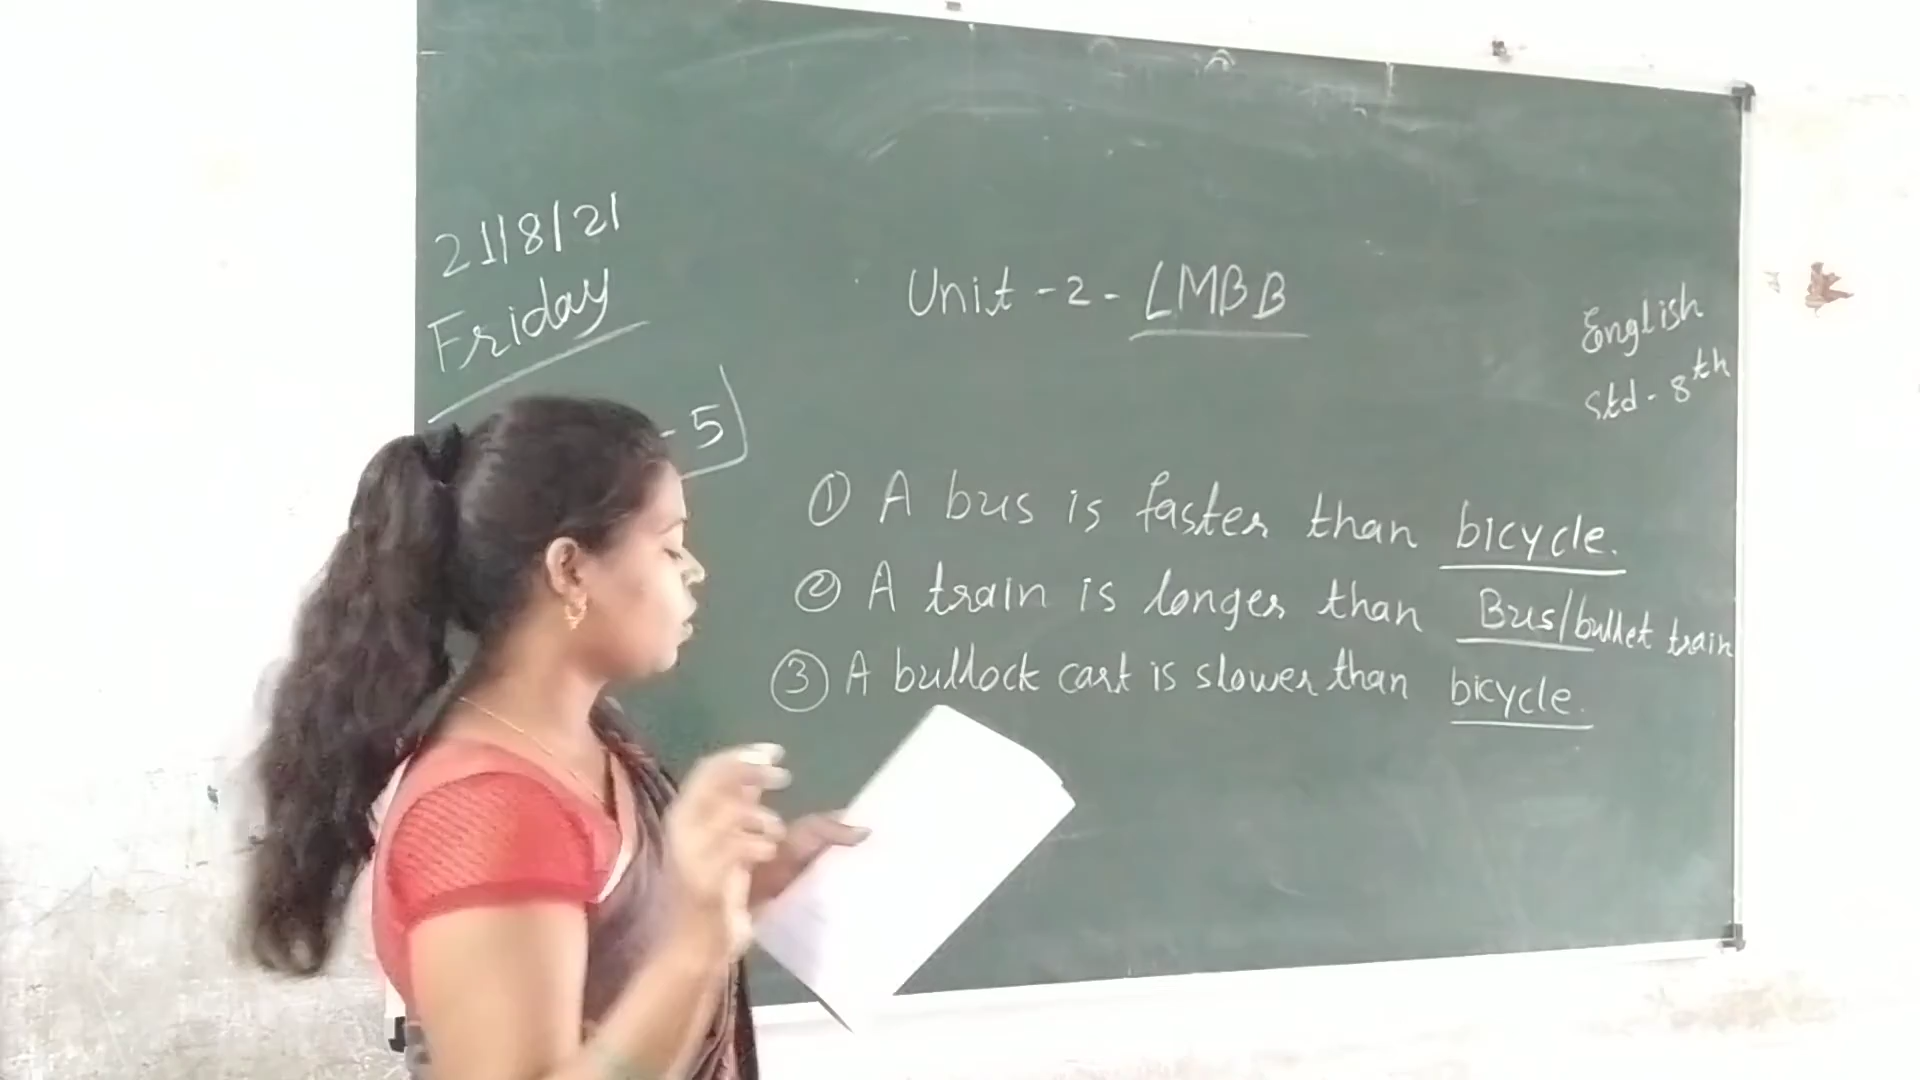 21/8/21
Friday
- 5
Unit - 2 - LMBB
English
Std - 8th
① A bus is faster than bicycle.
② A train is longer than Bus/bullet train
③ A bullock cart is slower than bicycle.